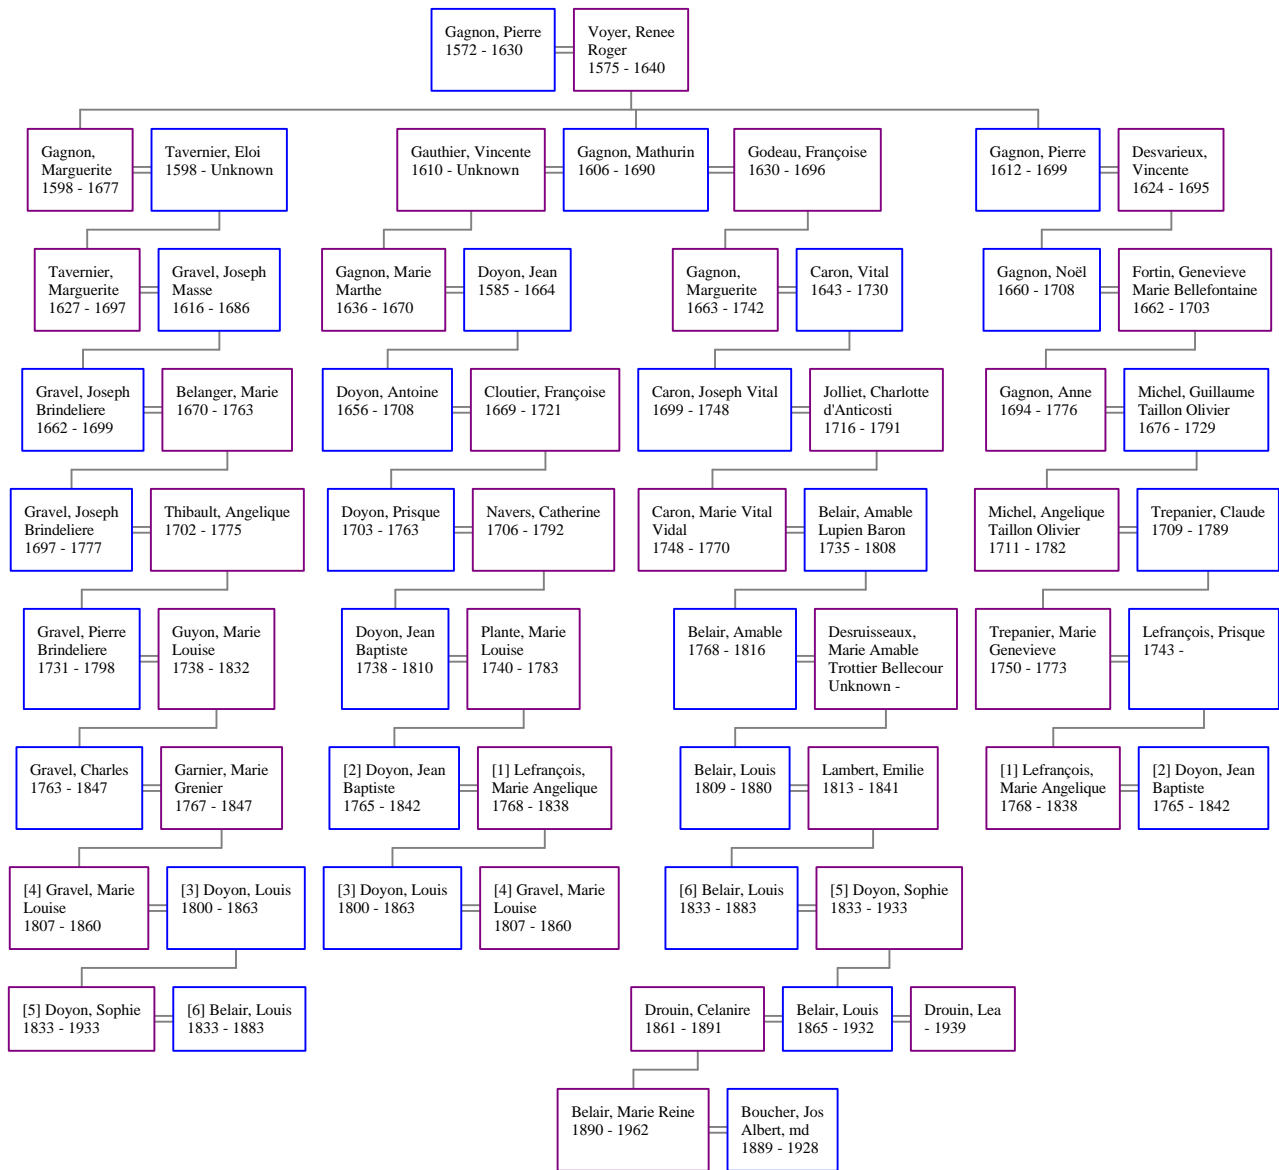 Gagnon, Pierre
1572 - 1630
Voyer, Renee
Roger
1575 - 1640
Gagnon,
Marguerite
1598 - 1677
Tavernier, Eloi
1598 - Unknown
Gauthier, Vincente
1610 - Unknown
Gagnon, Mathurin
1606 - 1690
Godeau, Françoise
1630 - 1696
Gagnon, Pierre
1612 - 1699
Desvarieux,
Vincente
1624 - 1695
Tavernier,
Marguerite
1627 - 1697
Gravel, Joseph
Masse
1616 - 1686
Gagnon, Marie
Marthe
1636 - 1670
Doyon, Jean
1585 - 1664
Gagnon,
Marguerite
1663 - 1742
Caron, Vital
1643 - 1730
Gagnon, Noël
1660 - 1708
Fortin, Genevieve
Marie Bellefontaine
1662 - 1703
Gravel, Joseph
Brindeliere
1662 - 1699
Belanger, Marie
1670 - 1763
Doyon, Antoine
1656 - 1708
Cloutier, Françoise
1669 - 1721
Caron, Joseph Vital
1699 - 1748
Jolliet, Charlotte
d'Anticosti
1716 - 1791
Gagnon, Anne
1694 - 1776
Michel, Guillaume
Taillon Olivier
1676 - 1729
Gravel, Joseph
Brindeliere
1697 - 1777
Thibault, Angelique
1702 - 1775
Doyon, Prisque
1703 - 1763
Navers, Catherine
1706 - 1792
Caron, Marie Vital
Vidal
1748 - 1770
Belair, Amable
Lupien Baron
1735 - 1808
Michel, Angelique
Taillon Olivier
1711 - 1782
Trepanier, Claude
1709 - 1789
Gravel, Pierre
Brindeliere
1731 - 1798
Guyon, Marie
Louise
1738 - 1832
Doyon, Jean
Baptiste
1738 - 1810
Plante, Marie
Louise
1740 - 1783
Belair, Amable
1768 - 1816
Desruisseaux,
Marie Amable
Trottier Bellecour
Unknown -
Trepanier, Marie
Genevieve
1750 - 1773
Lefrançois, Prisque
1743 -
Gravel, Charles
1763 - 1847
Garnier, Marie
Grenier
1767 - 1847
[2] Doyon, Jean
Baptiste
1765 - 1842
[1] Lefrançois,
Marie Angelique
1768 - 1838
Belair, Louis
1809 - 1880
Lambert, Emilie
1813 - 1841
[1] Lefrançois,
Marie Angelique
1768 - 1838
[2] Doyon, Jean
Baptiste
1765 - 1842
[4] Gravel, Marie
Louise
1807 - 1860
[3] Doyon, Louis
1800 - 1863
[3] Doyon, Louis
1800 - 1863
[4] Gravel, Marie
Louise
1807 - 1860
[6] Belair, Louis
1833 - 1883
[5] Doyon, Sophie
1833 - 1933
[5] Doyon, Sophie
1833 - 1933
[6] Belair, Louis
1833 - 1883
Drouin, Celanire
1861 - 1891
Belair, Louis
1865 - 1932
Drouin, Lea
- 1939
Belair, Marie Reine
1890 - 1962
Boucher, Jos
Albert, md
1889 - 1928